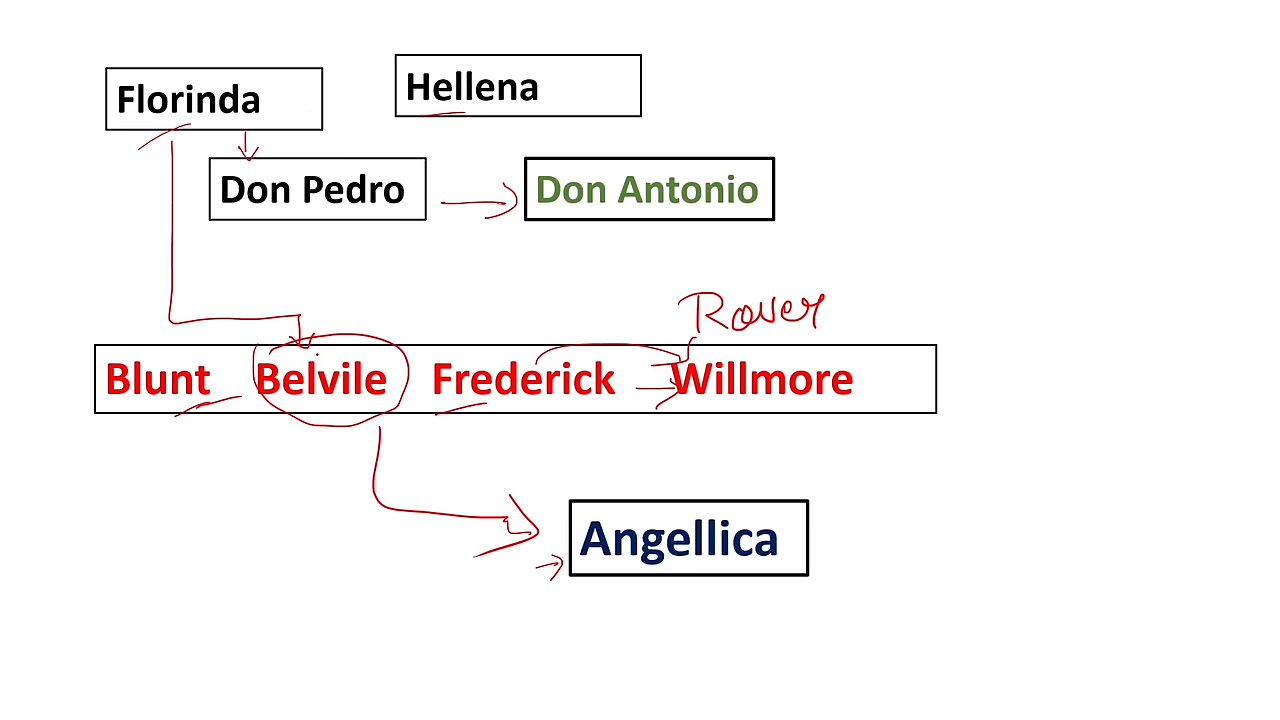 Florinda
Hellena
Don Pedro
Don Antonio
Rover
Blunt Belvile Frederick Willmore
Angellica